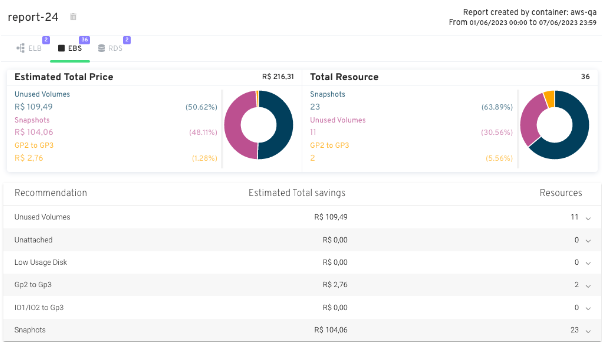 report-24
Report created by container: aws-qa
From 01/06/2023 00:00 to 07/06/2023 23:59
ELB 2
EBS 36
RDS 2
Estimated Total Price R$ 216,31
Unused Volumes
R$ 109,49 (50.62%)
Snapshots
R$ 104,06 (48.11%)
GP2 to GP3
R$ 2,76 (1.28%)
Total Resource 36
Snapshots
23 (63.89%)
Unused Volumes
11 (30.56%)
GP2 to GP3
2 (5.56%)
Recommendation Estimated Total savings Resources
Unused Volumes R$ 109,49 11
Unattached R$ 0,00 0
Low Usage Disk R$ 0,00 0
Gp2 to Gp3 R$ 2,76 2
IO1/IO2 to Gp3 R$ 0,00 0
Snaphots R$ 104,06 23